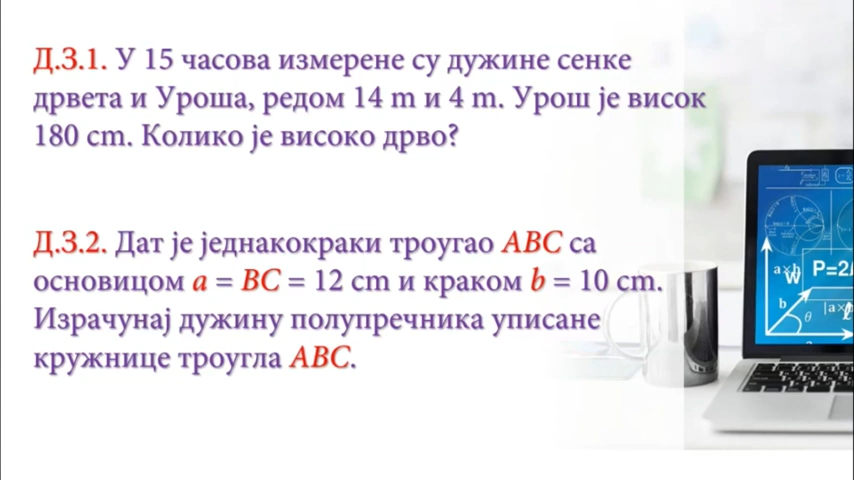 Д.З.1. У 15 часова измерене су дужине сенке
дрвета и Уроша, редом 14 m и 4 m. Урош је висок
180 cm. Колико је високо дрво?
Д.З.2. Дат је једнакокраки троугао ABC са
основицом a = BC = 12 cm и краком b = 10 cm.
Израчунај дужину полупречника уписане
кружнице троугла ABC.
a×b
W
P=2
b
θ
|a×